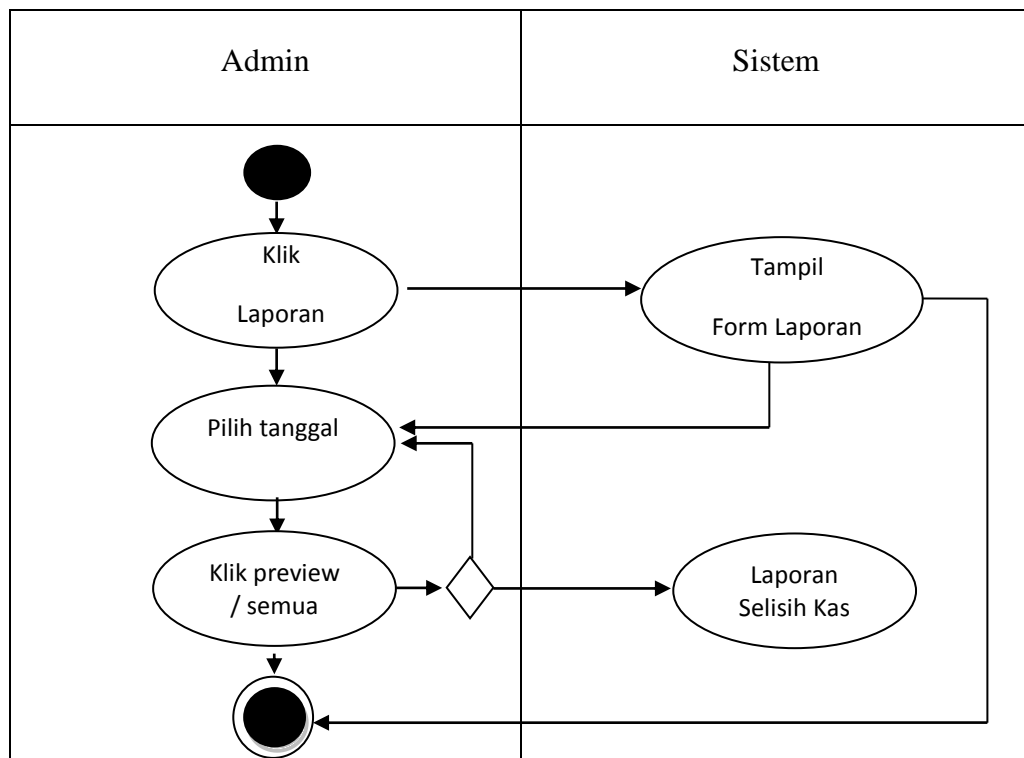 Admin
Sistem
Klik
Laporan
Tampil
Form Laporan
Pilih tanggal
Klik preview
/ semua
Laporan
Selisih Kas